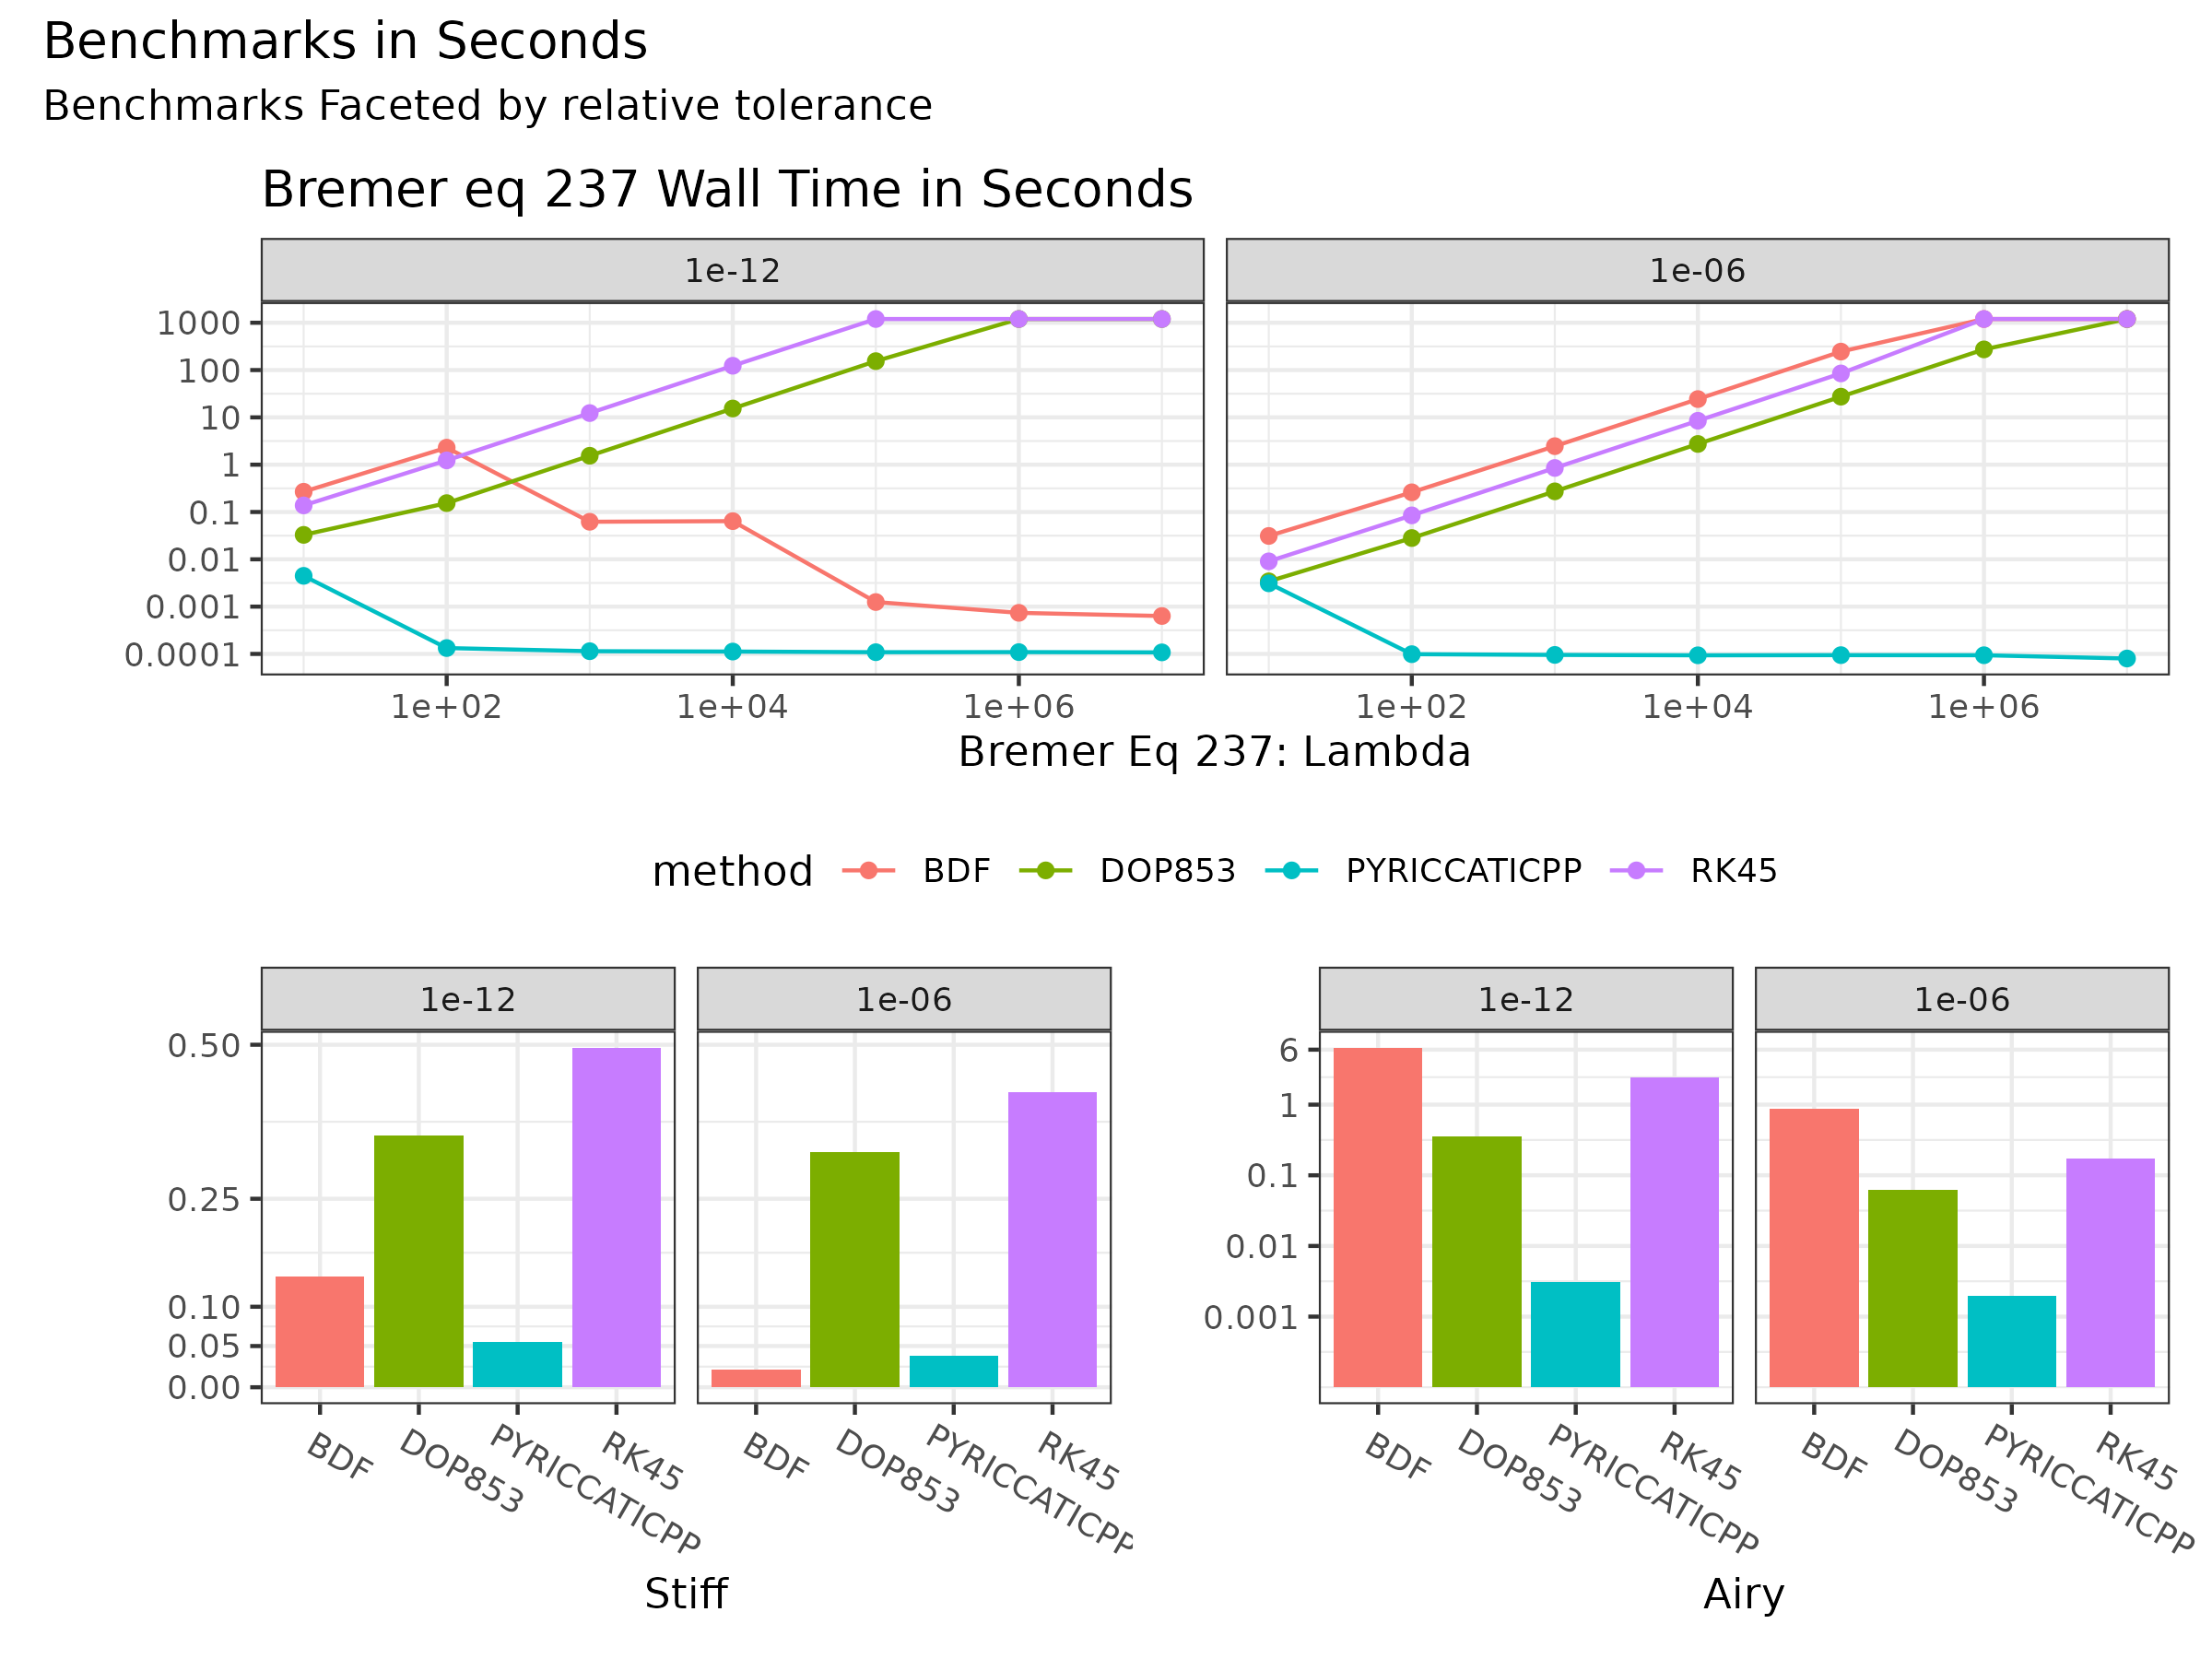 Benchmarks in Seconds
Benchmarks Faceted by relative tolerance
Bremer eq 237 Wall Time in Seconds
1e-12 1e-06
1000
100
10
1
0.1
0.01
0.001
0.0001
1e+02 1e+04 1e+06 1e+02 1e+04 1e+06
Bremer Eq 237: Lambda
method BDF DOP853 PYRICCATICPP RK45
1e-12 1e-06
0.50
0.25
0.10
0.05
0.00
BDF DOP853 PYRICCATICPP RK45 BDF DOP853 PYRICCATICPP RK45
Stiff
1e-12 1e-06
6
1
0.1
0.01
0.001
BDF DOP853 PYRICCATICPP RK45 BDF DOP853 PYRICCATICPP RK45
Airy